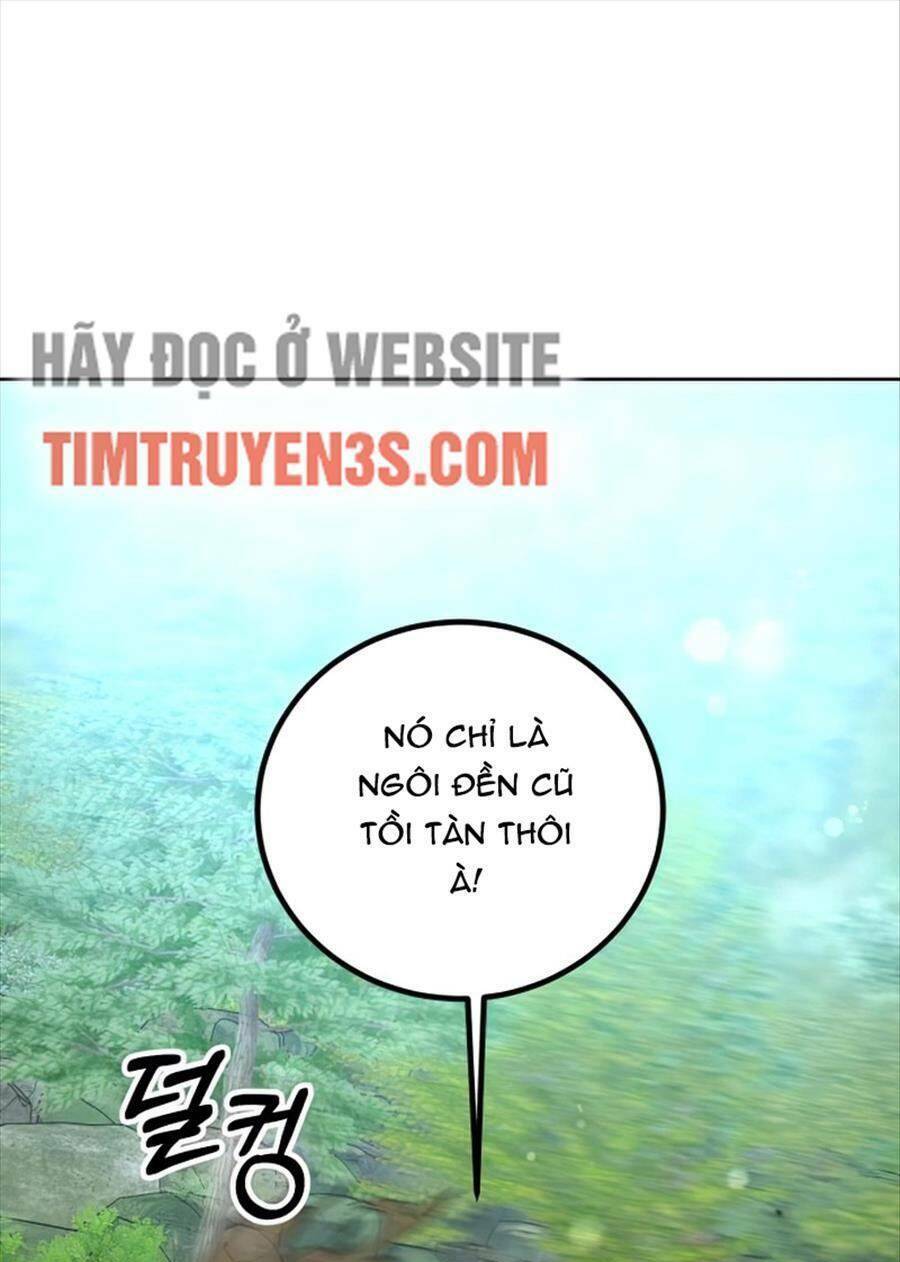 HÃY ĐỌC Ở WEBSITE
TIMTRUYEN3S.COM
NÓ CHỈ LÀ
NGÔI ĐỀN CŨ
TỒI TÀN THÔI
À!
덜컹